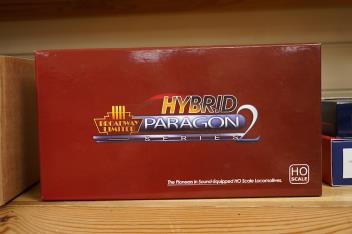 HYBRID
BROADWAY
LIMITED
PARAGON 2
SERIES
The Pioneer in Sound-Equipped HO Scale Locomotives.
HO
SCALE